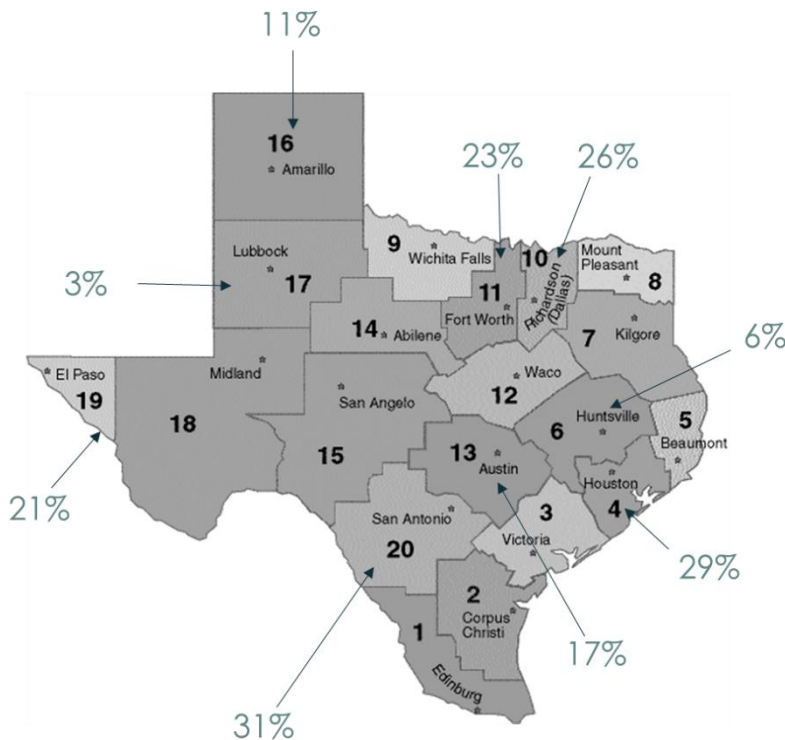 11%
16
Amarillo
23%
26%
9
Wichita Falls
10
Mount
Pleasant
8
Lubbock
17
3%
11
Fort Worth
Richardson
(Dallas)
14
Abilene
7
Kilgore
6%
El Paso
19
Midland
18
San Angelo
15
Waco
12
Huntsville
6
5
Beaumont
13
Austin
Houston
4
21%
San Antonio
20
3
Victoria
29%
2
Corpus
Christi
1
Edinburg
17%
31%